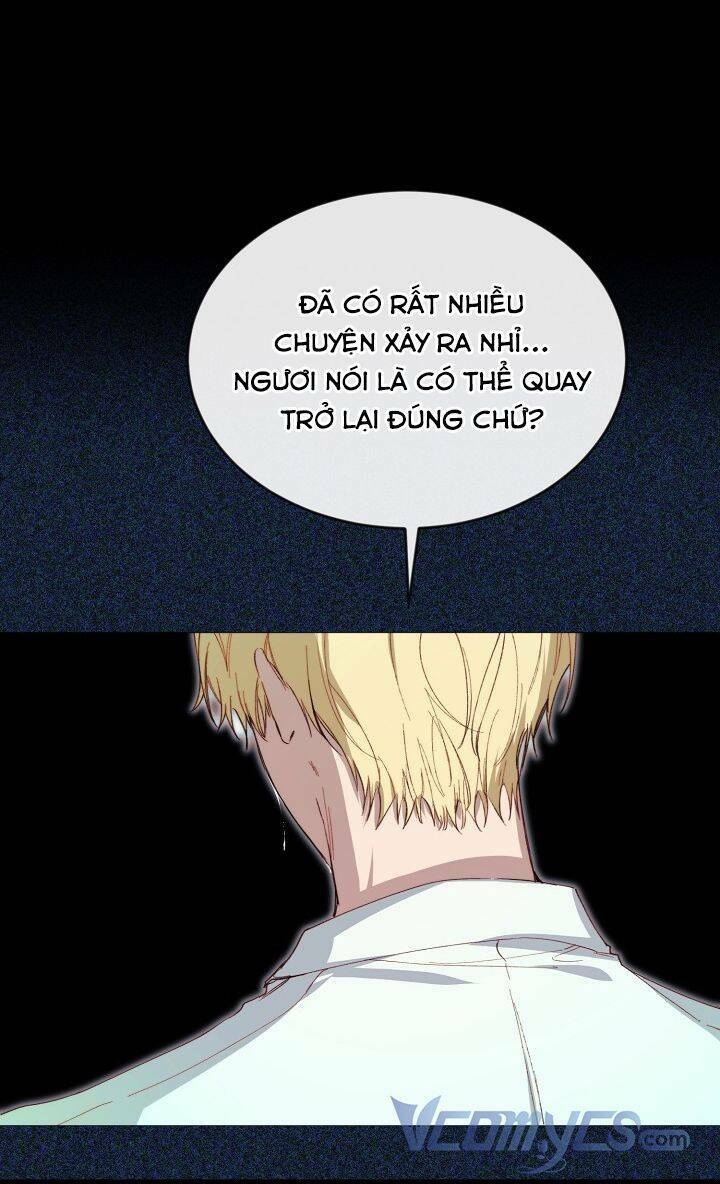 ĐÃ CÓ RẤT NHIỀU
CHUYỆN XẢY RA NHỈ...
NGƯƠI NÓI LÀ CÓ THỂ QUAY
TRỞ LẠI ĐÚNG CHỨ?
VCOMYCS.com